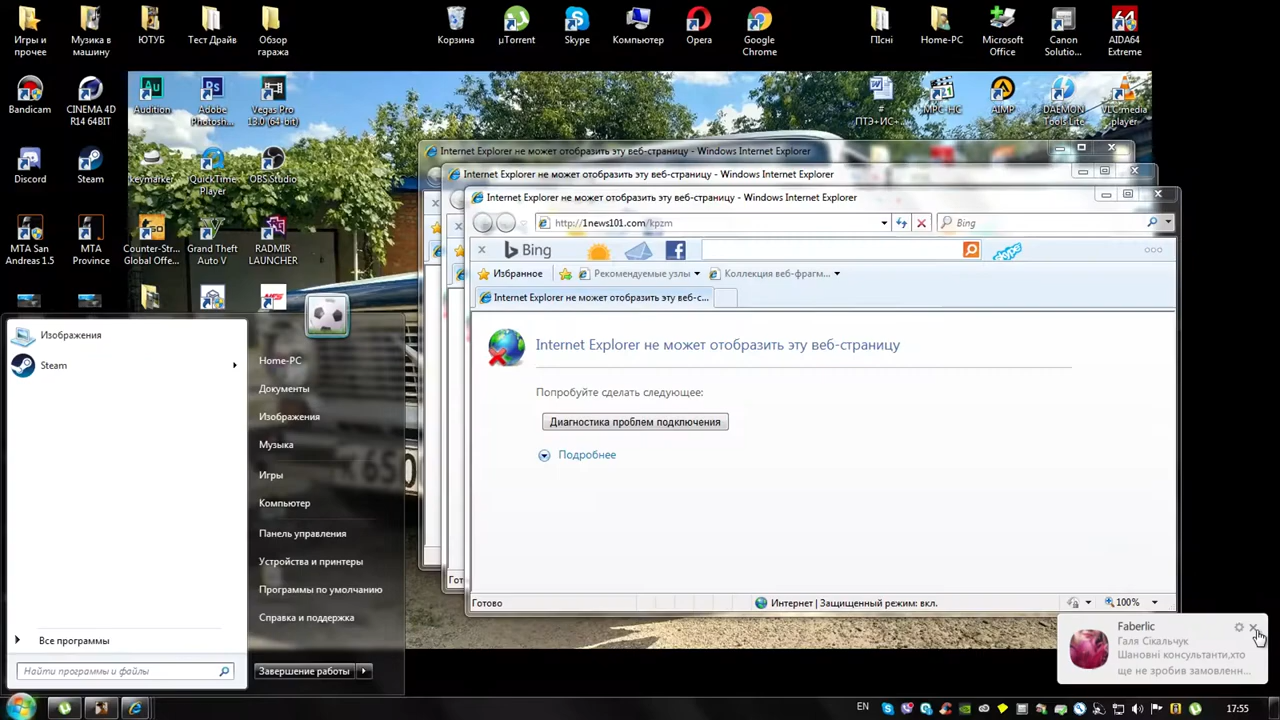 Игры и
прочее
Музыка в
машину
ЮТУБ
Тест Драйв
Обзор
гаража
Корзина
µTorrent
Skype
Компьютер
Opera
Google
Chrome
Пісні
Home-PC
Microsoft
Office
Canon
Solutio...
AIDA64
Extreme
Bandicam
CINEMA 4D
R14 64BIT
Audition
Adobe
Photosh...
Vegas Pro
13.0 (64-bit)
ПТЭ+ИС+...
MPC-HC
AIMP
DAEMON
Tools Lite
VLC media
player
Discord
Steam
keymarker
QuickTime
Player
OBS Studio
MTA San
Andreas 1.5
MTA
Province
Counter-Str...
Global Offe...
Grand Theft
Auto V
RADMIR
LAUNCHER
Internet Explorer не может отобразить эту веб-страницу - Windows Internet Explorer
Internet Explorer не может отобразить эту веб-страницу - Windows Internet Explorer
Internet Explorer не может отобразить эту веб-страницу - Windows Internet Explorer
http://1news101.com/kpzm
Bing
Bing
Избранное
Рекомендуемые узлы
Коллекция веб-фрагм...
Internet Explorer не может отобразить эту веб-с...
Internet Explorer не может отобразить эту веб-страницу
Попробуйте сделать следующее:
Диагностика проблем подключения
Подробнее
Гот
Готово
Интернет | Защищенный режим: вкл.
100%
Изображения
Steam
Все программы
Найти программы и файлы
Home-PC
Документы
Изображения
Музыка
Игры
Компьютер
Панель управления
Устройства и принтеры
Программы по умолчанию
Справка и поддержка
Завершение работы
Faberlic
Галя Сікальчук
Шановні консультанти,хто
ще не зробив замовленн...
EN
17:55